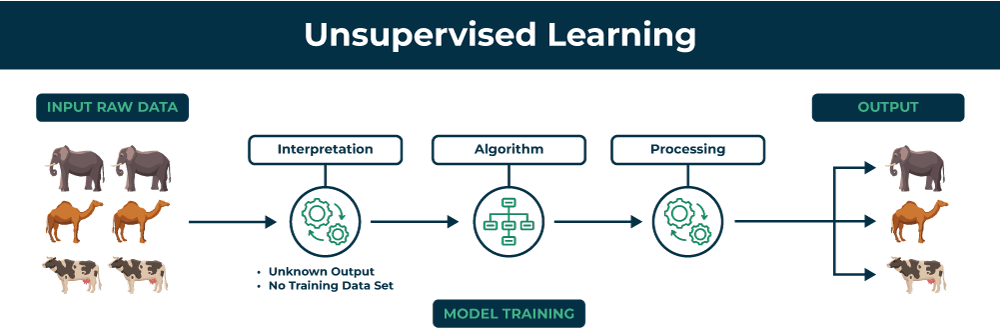 Unsupervised Learning
INPUT RAW DATA
OUTPUT
Interpretation
Algorithm
Processing
• Unknown Output
• No Training Data Set
MODEL TRAINING